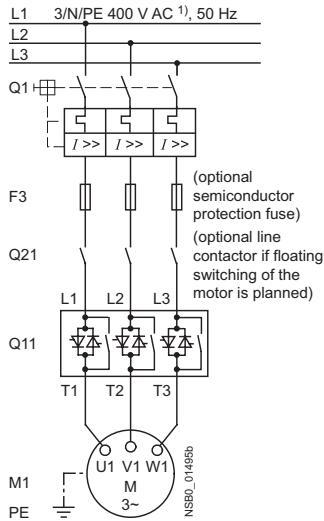 L1 3/N/PE 400 V AC 1), 50 Hz
L2
L3
Q1
I >> I >> I >>
F3
(optional
semiconductor
protection fuse)
Q21
(optional line
contactor if floating
switching of the
motor is planned)
L1 L2 L3
Q11
T1 T2 T3
U1 V1 W1
M1
M
3~
PE
NSB0_01495b